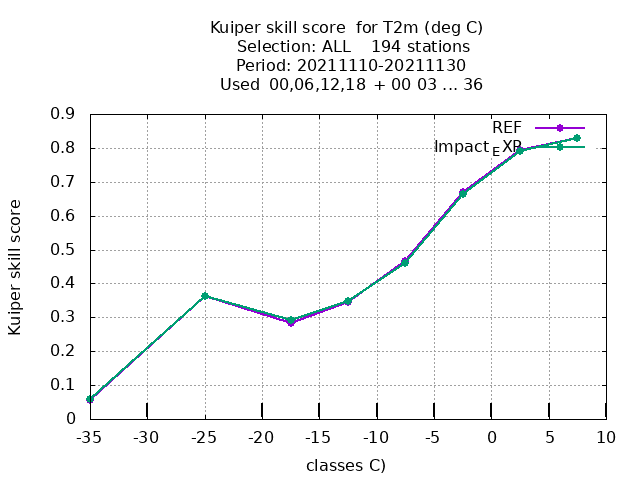 Kuiper skill score for T2m (deg C)
Selection: ALL 194 stations
Period: 20211110-20211130
Used 00,06,12,18 + 00 03 ... 36
0.9
0.8
0.7
0.6
0.5
0.4
0.3
0.2
0.1
0
Kuiper skill score
REF
Impact_EXP
-35 -30 -25 -20 -15 -10 -5 0 5 10
classes C)